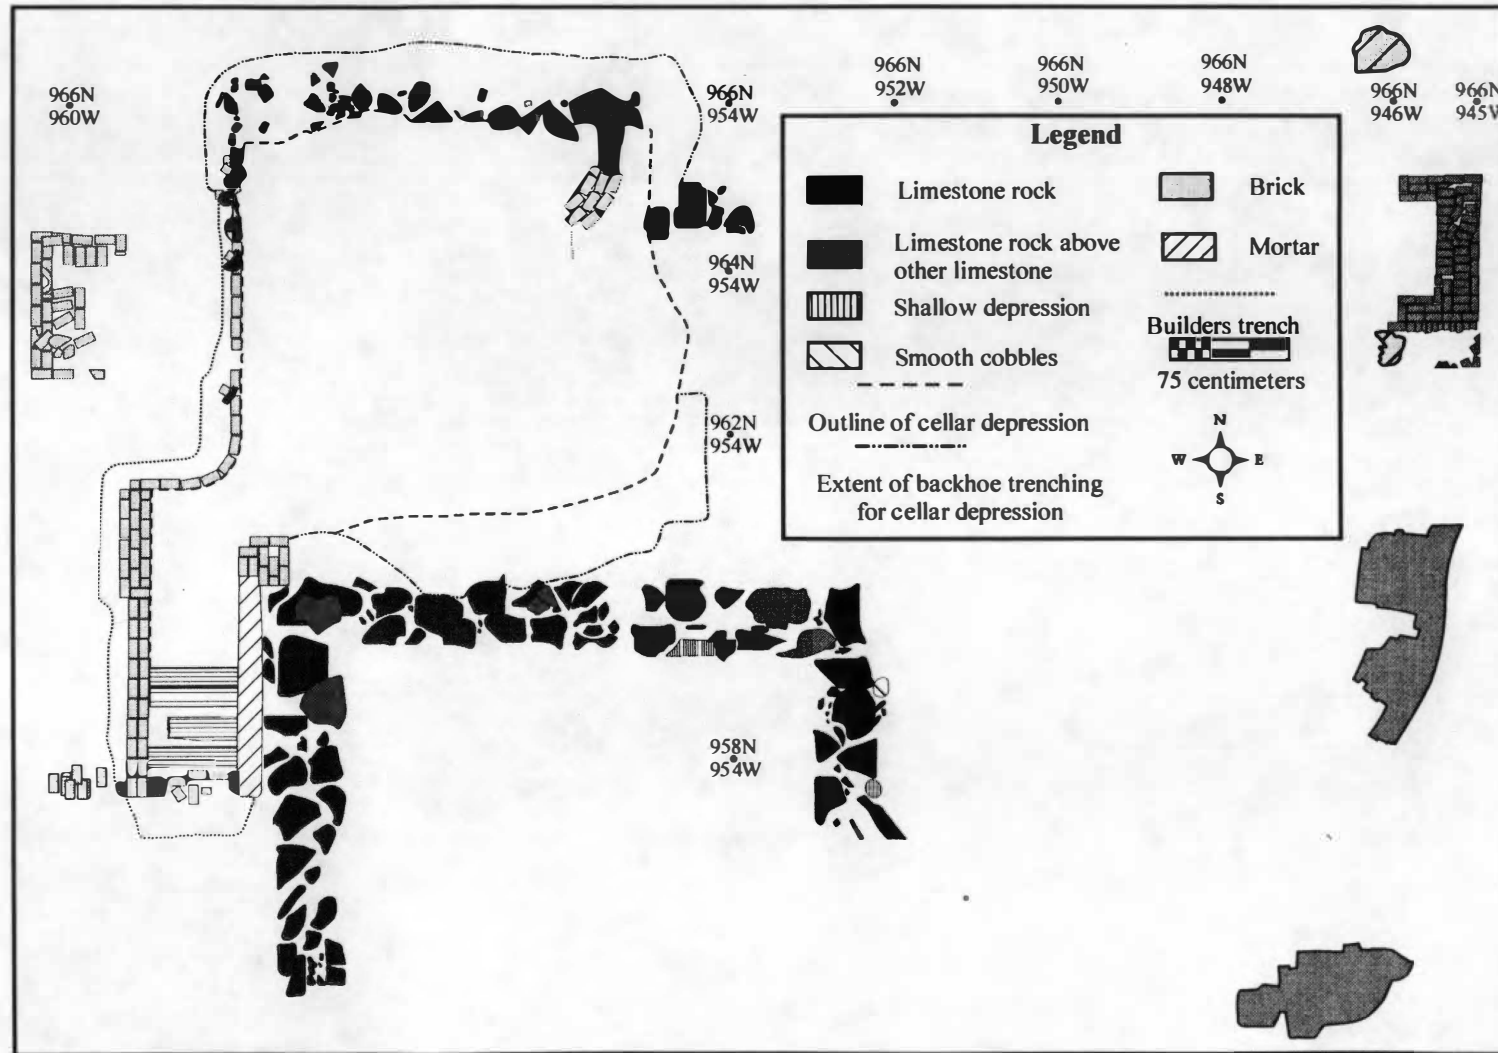 966N
960W
966N
954W
966N
952W
966N
950W
966N
948W
966N
946W
966N
945W
964N
954W
962N
954W
958N
954W
Legend
Limestone rock
Limestone rock above
other limestone
Shallow depression
Smooth cobbles
Outline of cellar depression
Extent of backhoe trenching
for cellar depression
Brick
Mortar
Builders trench
75 centimeters
N
W E
S